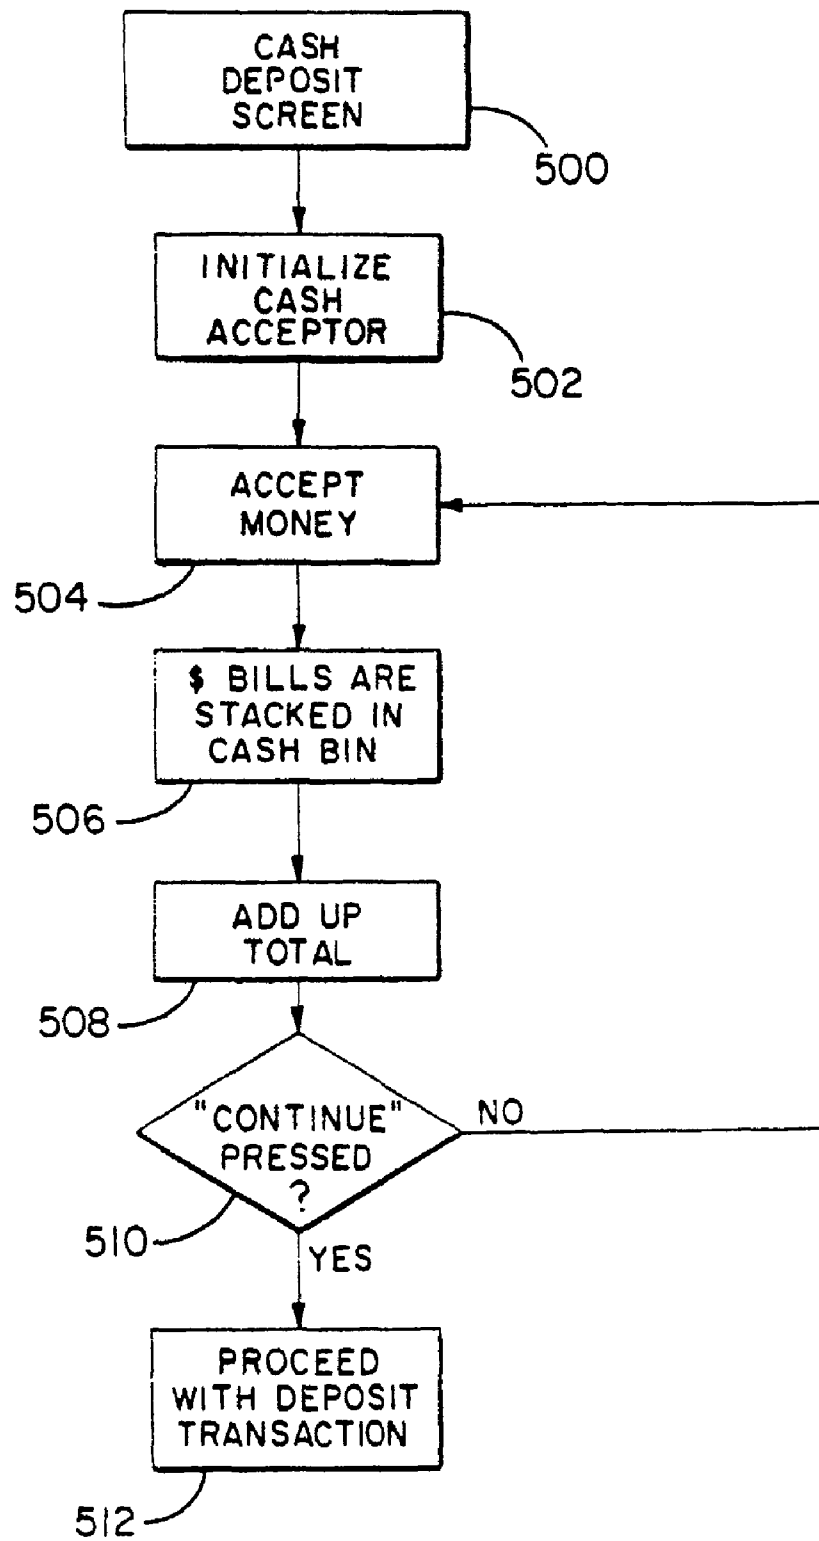 CASH
DEPOSIT
SCREEN
500
INITIALIZE
CASH
ACCEPTOR
502
ACCEPT
MONEY
504
$ BILLS ARE
STACKED IN
CASH BIN
506
ADD UP
TOTAL
508
"CONTINUE"
PRESSED
?
NO
510
YES
PROCEED
WITH DEPOSIT
TRANSACTION
512